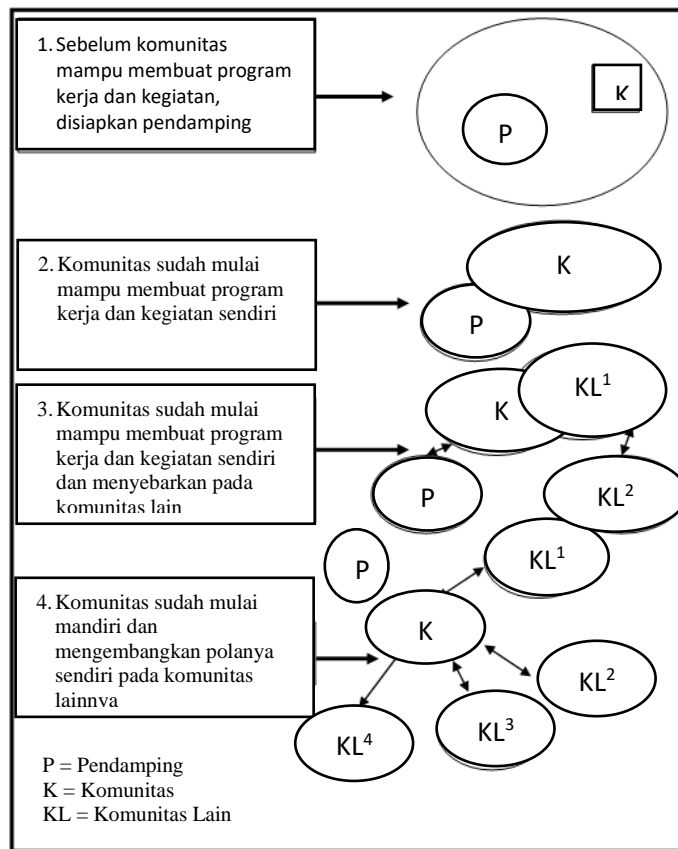 1. Sebelum komunitas
mampu membuat program
kerja dan kegiatan,
disiapkan pendamping
K
P
2. Komunitas sudah mulai
mampu membuat program
kerja dan kegiatan sendiri
K
P
3. Komunitas sudah mulai
mampu membuat program
kerja dan kegiatan sendiri
dan menyebarkan pada
komunitas lain
KL¹
K
P
KL²
4. Komunitas sudah mulai
mandiri dan
mengembangkan polanya
sendiri pada komunitas
lainnya
P
KL¹
K
KL²
KL³
KL⁴
P = Pendamping
K = Komunitas
KL = Komunitas Lain